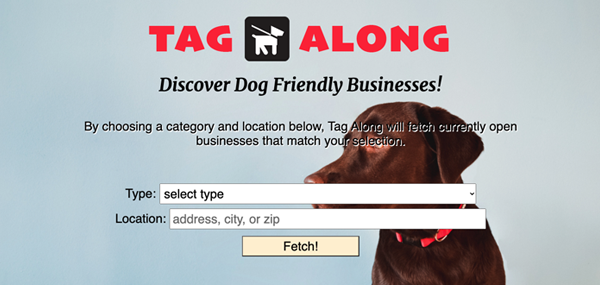 TAG ALONG
Discover Dog Friendly Businesses!
By choosing a category and location below, Tag Along will fetch currently open
businesses that match your selection.
Type: select type
Location: address, city, or zip
Fetch!